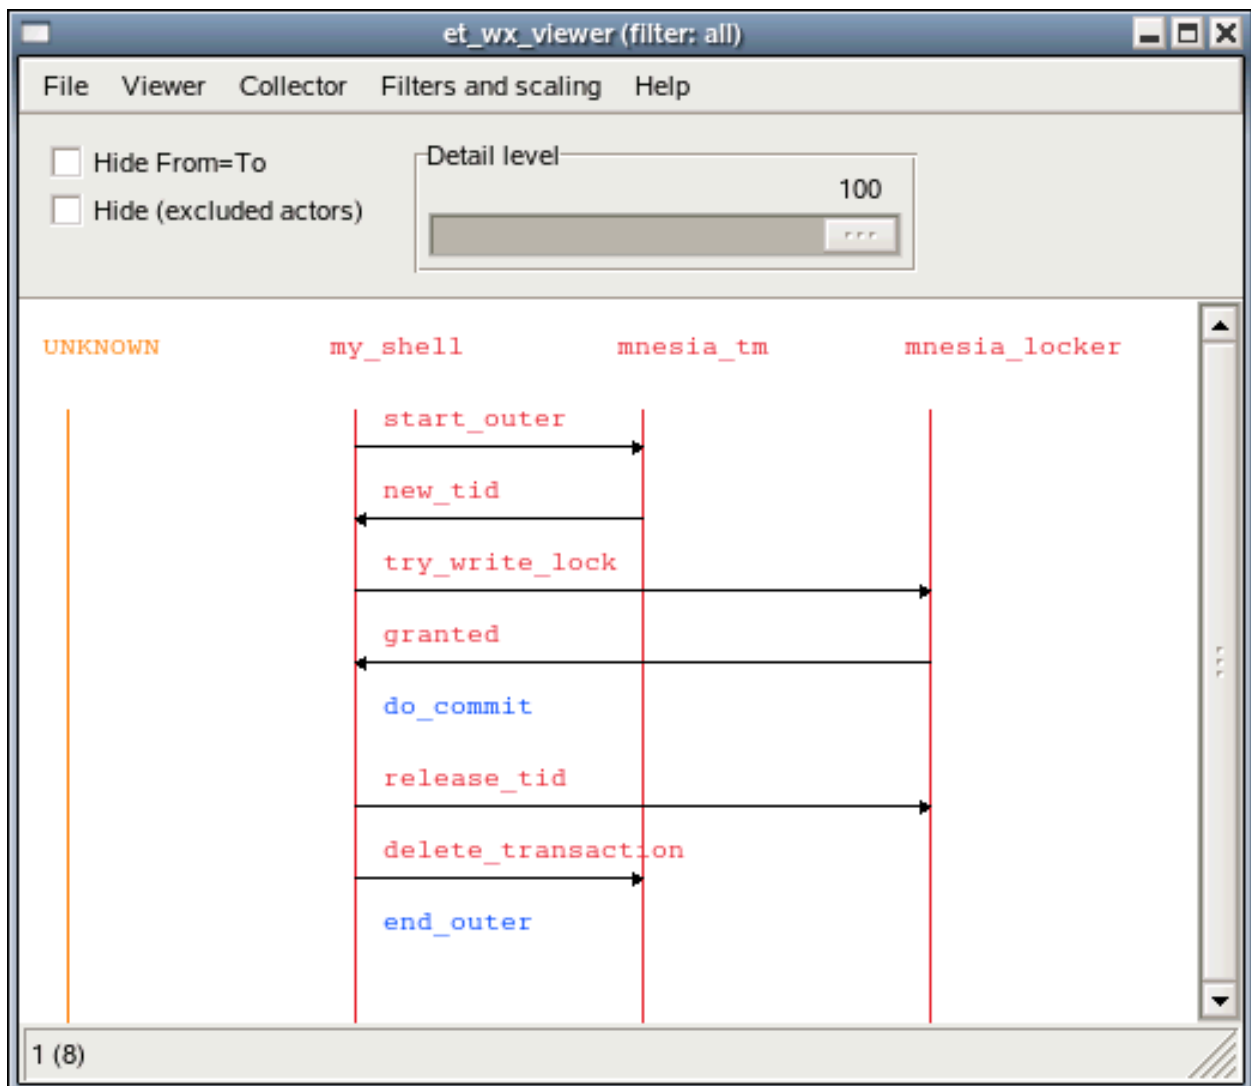 et_wx_viewer (filter: all)
File Viewer Collector Filters and scaling Help
Hide From=To
Hide (excluded actors)
Detail level
100
UNKNOWN my_shell mnesia_tm mnesia_locker
start_outer
new_tid
try_write_lock
granted
do_commit
release_tid
delete_transaction
end_outer
1 (8)